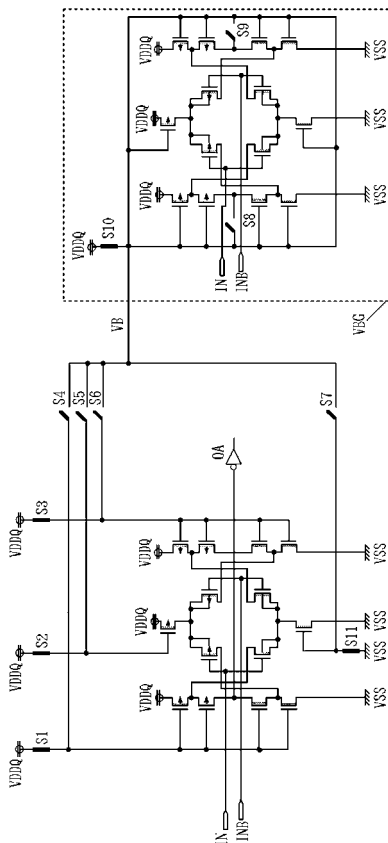 VDDQ
VDDQ
VDDQ
S1
S2
S3
S4
S5
S6
VDDQ
S10
VB
VDDQ
VDDQ
VDDQ
VDDQ
VDDQ
VDDQ
OA
IN
INB
IN
INB
S8
S9
S7
S11
VBG
VSS
VSS
VSS
VSS
VSS
VSS
VSS